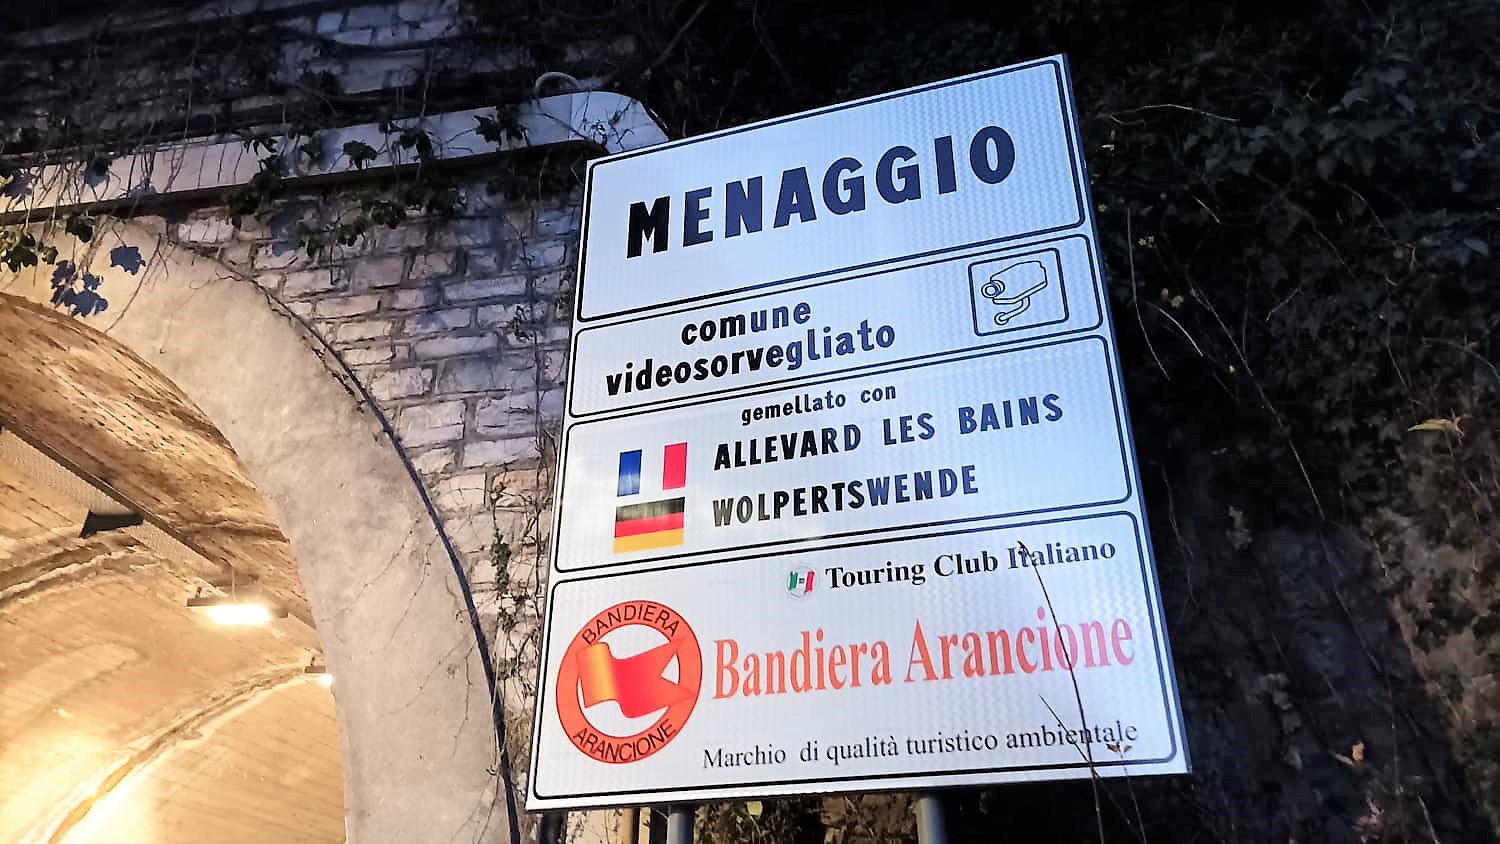 MENAGGIO
comune
videosorvegliato
gemellato con
ALLEVARD LES BAINS
WOLPERTSWENDE
Touring Club Italiano
BANDIERA
ARANCIONE
Bandiera Arancione
Marchio di qualità turistico ambientale